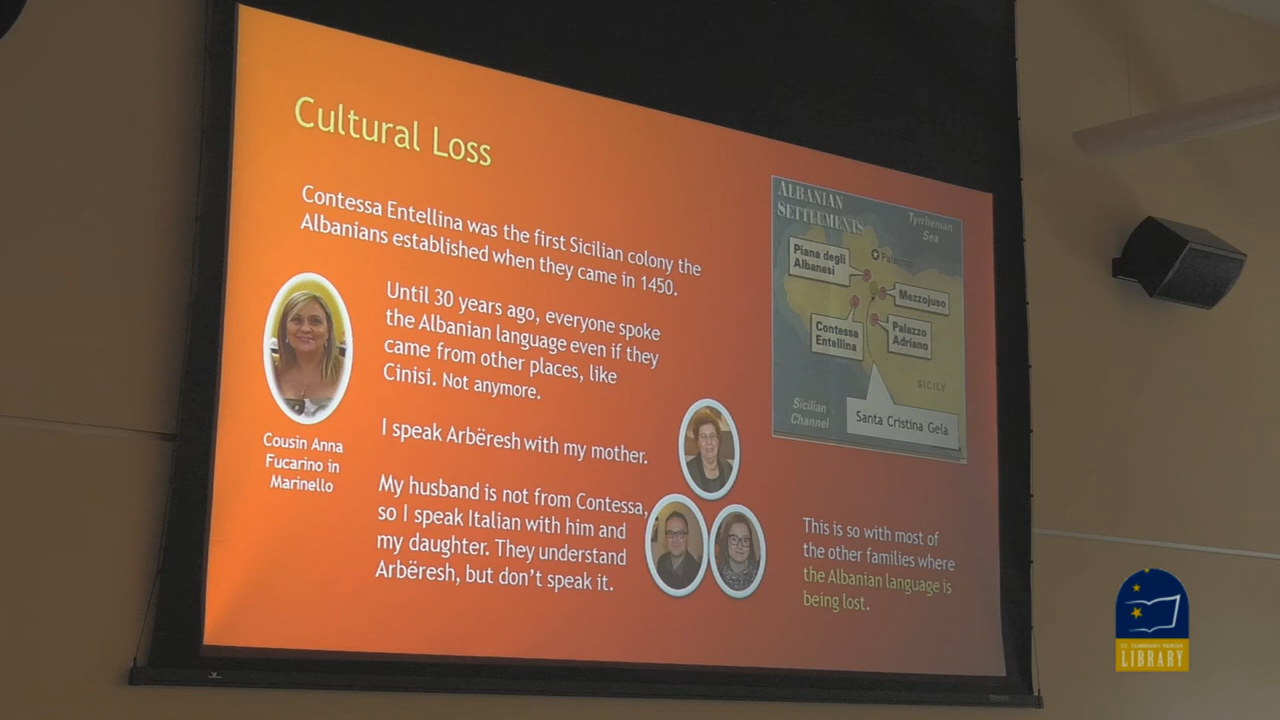 Cultural Loss
Contessa Entellina was the first Sicilian colony the
Albanians established when they came in 1450.
Until 30 years ago, everyone spoke
the Albanian language even if they
came from other places, like
Cinisi. Not anymore.
I speak Arbëresh with my mother.
My husband is not from Contessa,
so I speak Italian with him and
my daughter. They understand
Arbëresh, but don't speak it.
Cousin Anna
Fucarino in
Marinello
ALBANIAN
SETTLEMENTS
Tyrrhenian
Sea
Piana degli
Albanesi
Palermo
Mezzojuso
Contessa
Entellina
Palazzo
Adriano
SICILY
Sicilian
Channel
Santa Cristina Gela
This is so with most of
the other families where
the Albanian language is
being lost.
ST. TAMMANY PARISH
LIBRARY